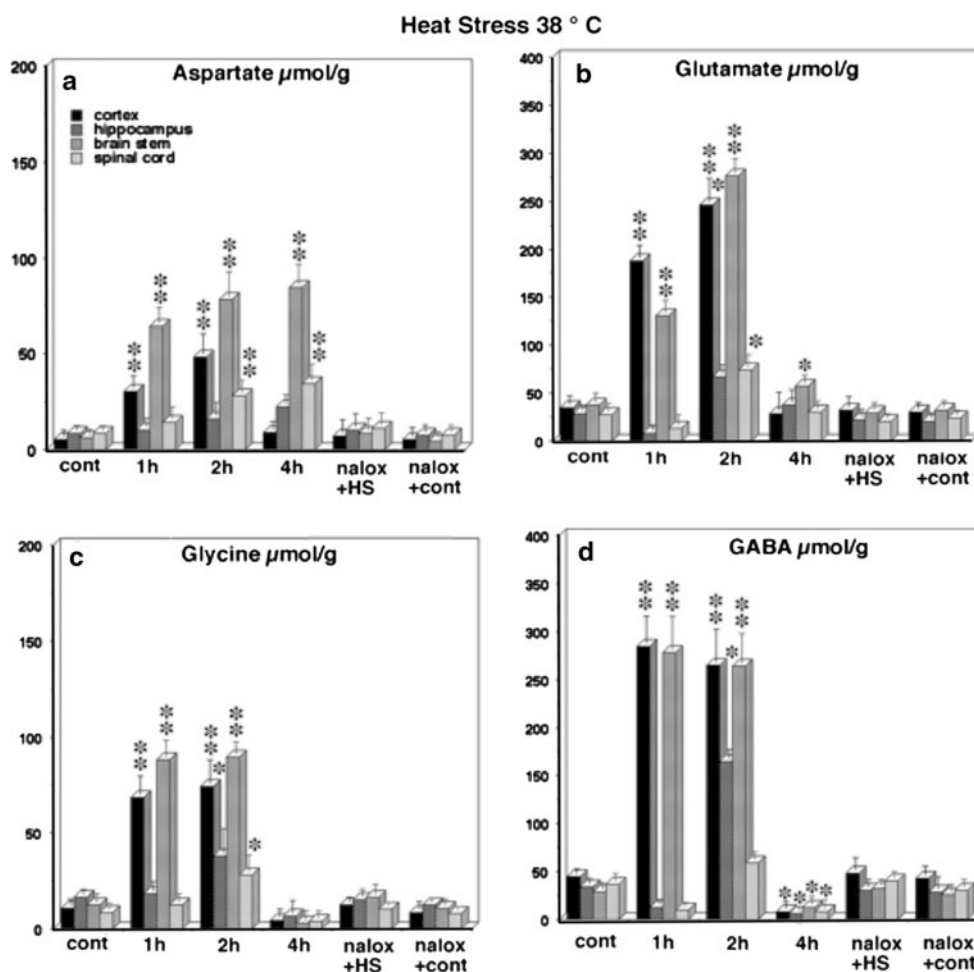 Heat Stress 38 ° C
a
Aspartate µmol/g
200
150
100
50
0
cortex
hippocampus
brain stem
spinal cord
** ** ** ** ** ** **
cont 1h 2h 4h nalox +HS nalox +cont
b
Glutamate µmol/g
400
350
300
250
200
150
100
50
0
** ** ** * ** * *
cont 1h 2h 4h nalox +HS nalox +cont
c
Glycine µmol/g
200
150
100
50
0
** ** ** * ** *
cont 1h 2h 4h nalox +HS nalox +cont
d
GABA µmol/g
400
350
300
250
200
150
100
50
0
** ** ** * ** * * * *
cont 1h 2h 4h nalox +HS nalox +cont